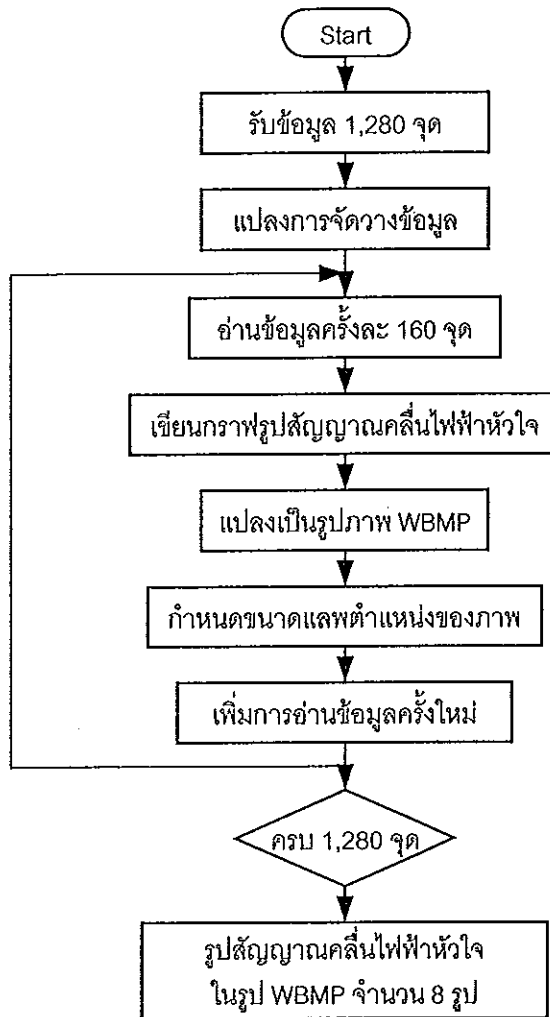 Start
รับข้อมูล 1,280 จุด
แปลงการจัดวางข้อมูล
อ่านข้อมูลครั้งละ 160 จุด
เขียนกราฟรูปสัญญาณคลื่นไฟฟ้าหัวใจ
แปลงเป็นรูปภาพ WBMP
กำหนดขนาดแลพตำแหน่งของภาพ
เพิ่มการอ่านข้อมูลครั้งใหม่
ครบ 1,280 จุด
รูปสัญญาณคลื่นไฟฟ้าหัวใจ
ในรูป WBMP จำนวน 8 รูป